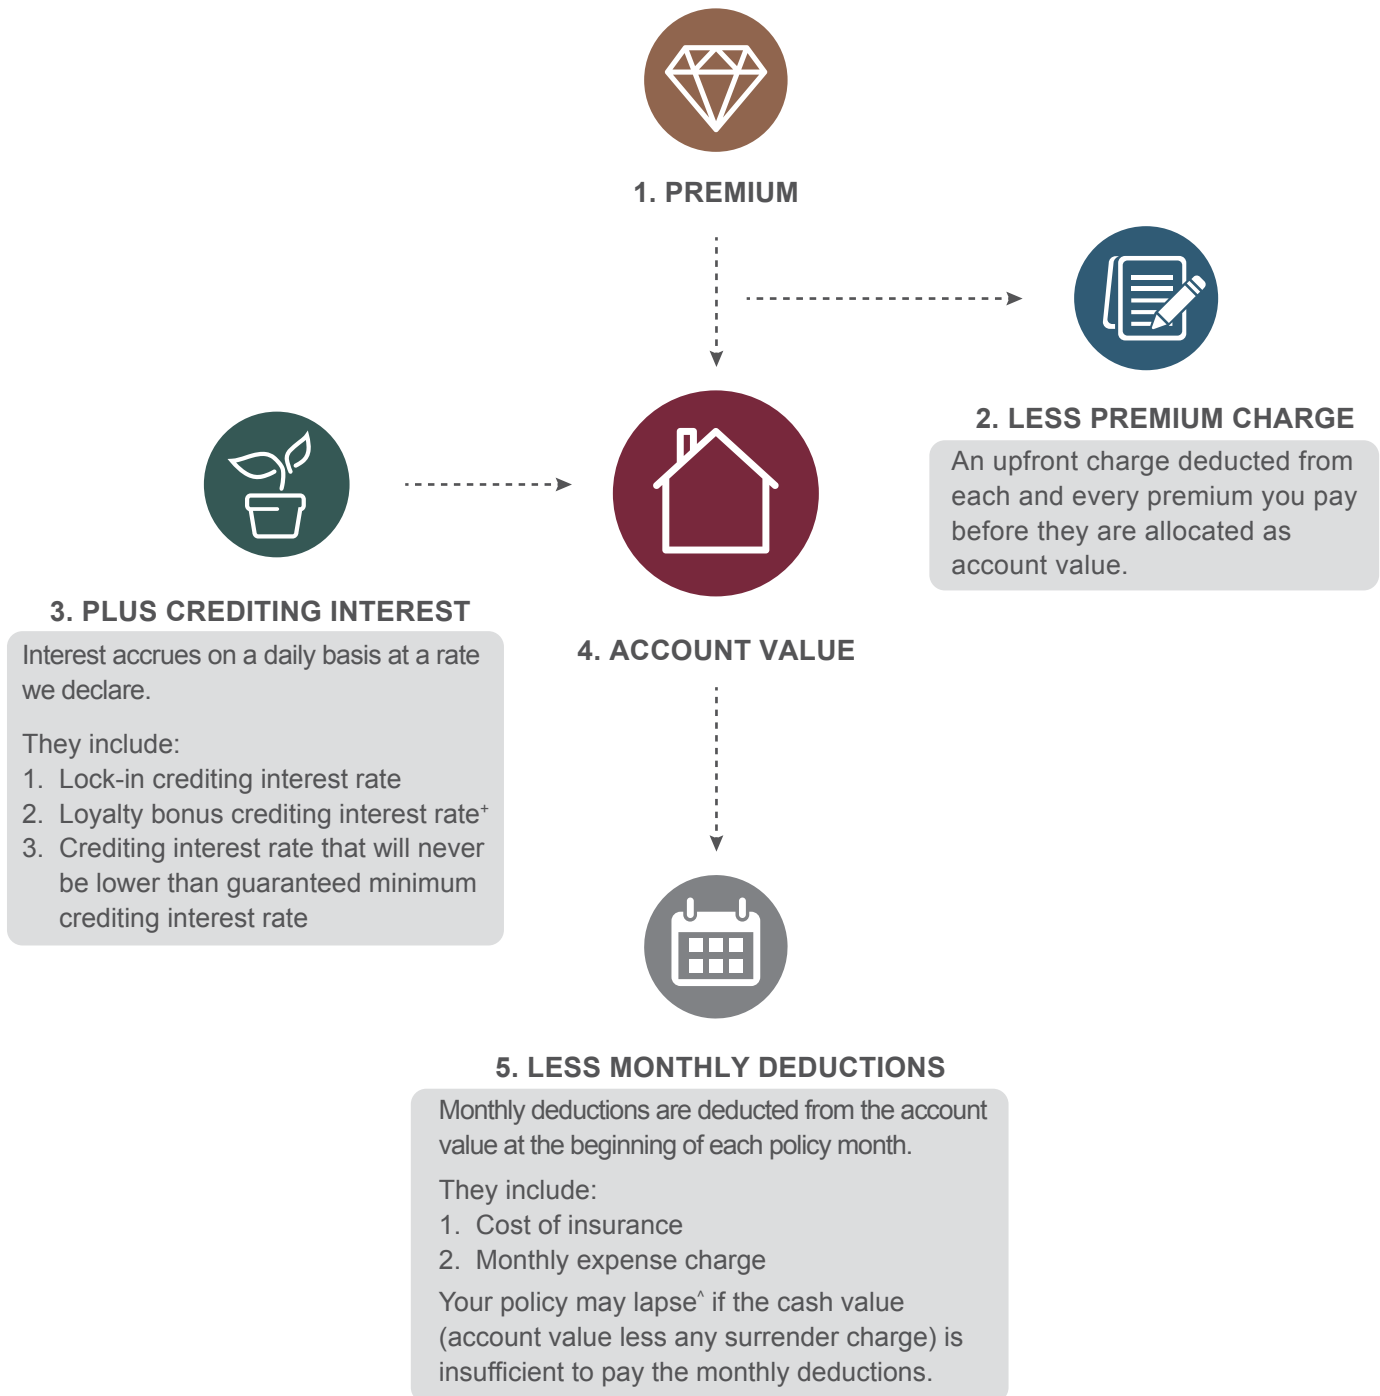 1. PREMIUM
2. LESS PREMIUM CHARGE
An upfront charge deducted from
each and every premium you pay
before they are allocated as
account value.
3. PLUS CREDITING INTEREST
Interest accrues on a daily basis at a rate
we declare.
They include:
1. Lock-in crediting interest rate
2. Loyalty bonus crediting interest rate⁺
3. Crediting interest rate that will never
be lower than guaranteed minimum
crediting interest rate
4. ACCOUNT VALUE
5. LESS MONTHLY DEDUCTIONS
Monthly deductions are deducted from the account
value at the beginning of each policy month.
They include:
1. Cost of insurance
2. Monthly expense charge
Your policy may lapse^ if the cash value
(account value less any surrender charge) is
insufficient to pay the monthly deductions.